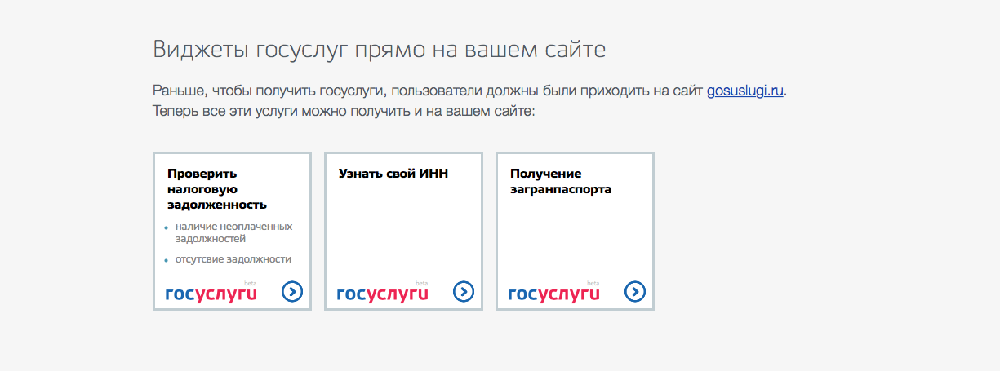 Виджеты госуслуг прямо на вашем сайте
Раньше, чтобы получить госуслуги, пользователи должны были приходить на сайт gosuslugi.ru.
Теперь все эти услуги можно получить и на вашем сайте:
Проверить
налоговую
задолженность
наличие неоплаченных
задолжностей
отсутсвие задолжности
beta
госуслуги
Узнать свой ИНН
beta
госуслуги
Получение
загранпаспорта
beta
госуслуги